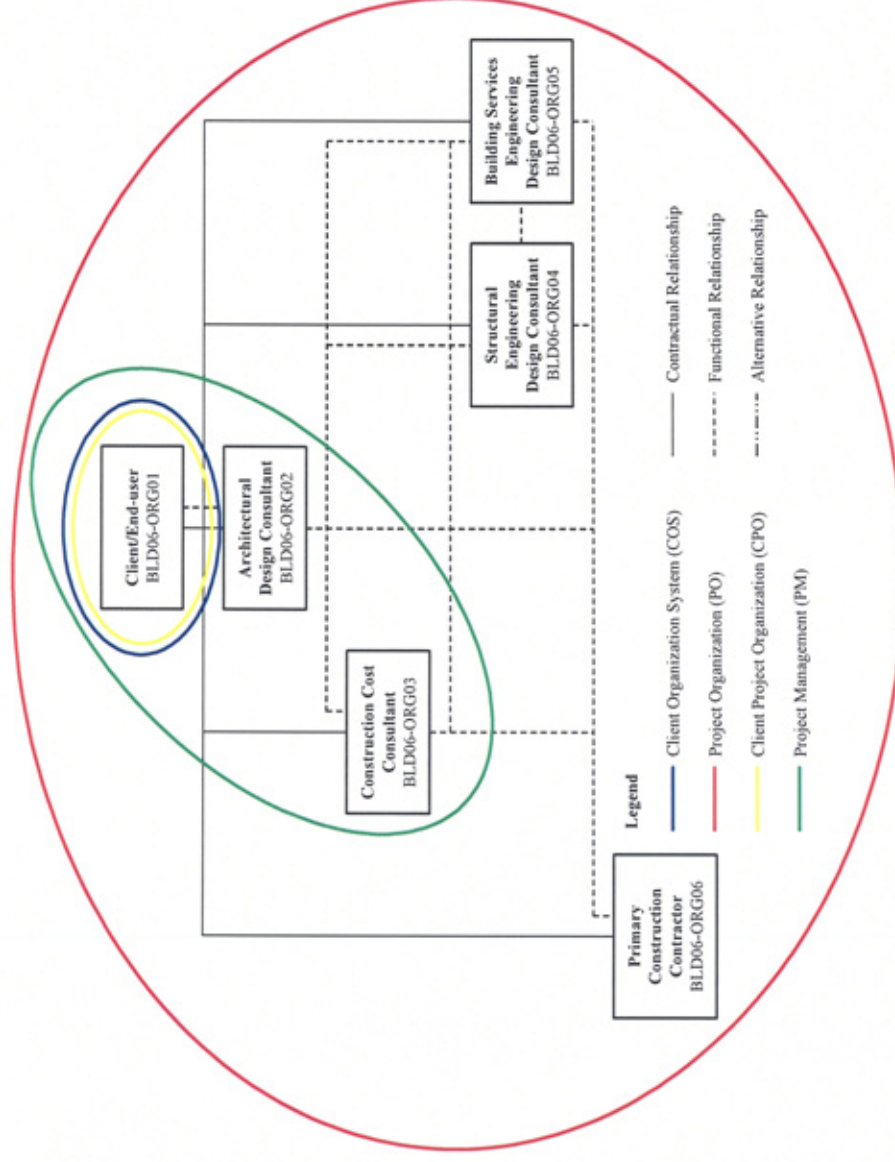 Client/End-user
BLD06-ORG01
Architectural
Design Consultant
BLD06-ORG02
Construction Cost
Consultant
BLD06-ORG03
Structural
Engineering
Design Consultant
BLD06-ORG04
Building Services
Engineering
Design Consultant
BLD06-ORG05
Primary
Construction
Contractor
BLD06-ORG06
Legend
Client Organization System (COS)
Project Organization (PO)
Client Project Organization (CPO)
Project Management (PM)
Contractual Relationship
Functional Relationship
Alternative Relationship